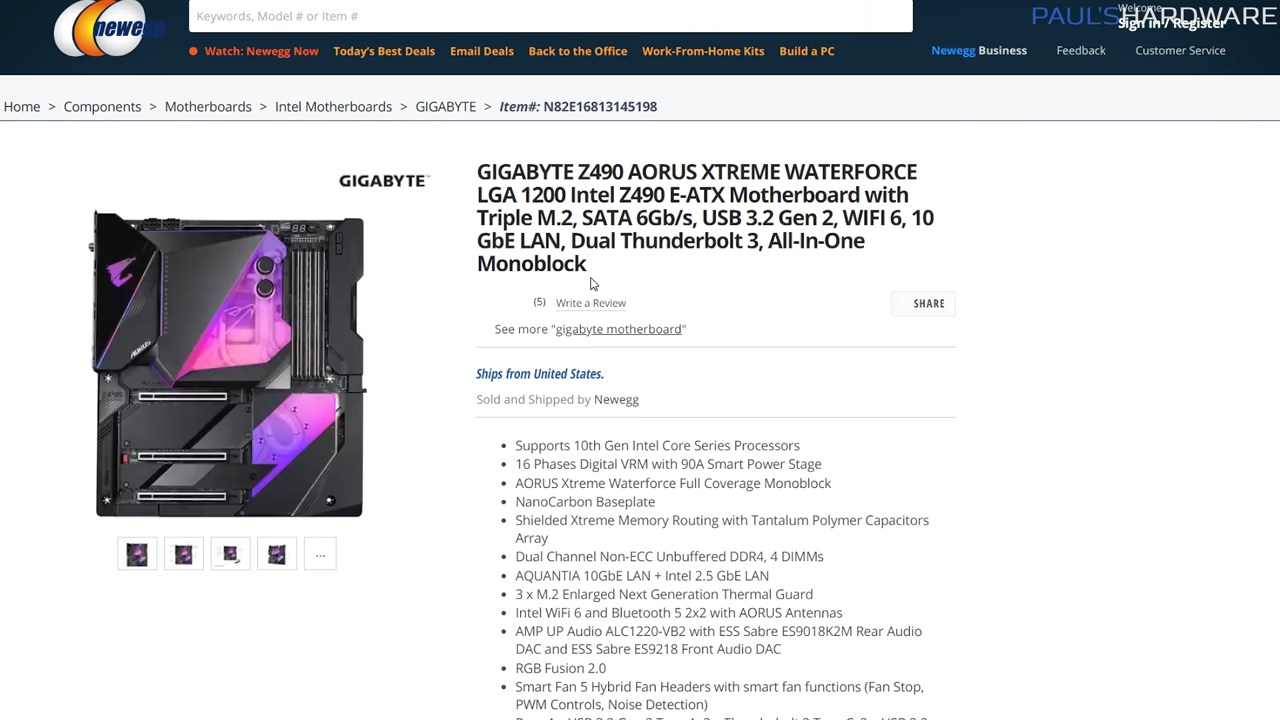 newegg
Keywords, Model # or Item #
PAUL'S HARDWARE
Welcome
Sign in / Register
Watch: Newegg Now Today's Best Deals Email Deals Back to the Office Work-From-Home Kits Build a PC
Newegg Business Feedback Customer Service
Home > Components > Motherboards > Intel Motherboards > GIGABYTE > Item#: N82E16813145198
GIGABYTE
AORUS
GIGABYTE Z490 AORUS XTREME WATERFORCE
LGA 1200 Intel Z490 E-ATX Motherboard with
Triple M.2, SATA 6Gb/s, USB 3.2 Gen 2, WIFI 6, 10
GbE LAN, Dual Thunderbolt 3, All-In-One
Monoblock
(5) Write a Review
SHARE
See more "gigabyte motherboard"
Ships from United States.
Sold and Shipped by Newegg
• Supports 10th Gen Intel Core Series Processors
• 16 Phases Digital VRM with 90A Smart Power Stage
• AORUS Xtreme Waterforce Full Coverage Monoblock
• NanoCarbon Baseplate
• Shielded Xtreme Memory Routing with Tantalum Polymer Capacitors
Array
• Dual Channel Non-ECC Unbuffered DDR4, 4 DIMMs
• AQUANTIA 10GbE LAN + Intel 2.5 GbE LAN
• 3 x M.2 Enlarged Next Generation Thermal Guard
• Intel WiFi 6 and Bluetooth 5 2x2 with AORUS Antennas
• AMP UP Audio ALC1220-VB2 with ESS Sabre ES9018K2M Rear Audio
DAC and ESS Sabre ES9218 Front Audio DAC
• RGB Fusion 2.0
• Smart Fan 5 Hybrid Fan Headers with smart fan functions (Fan Stop,
PWM Controls, Noise Detection)
...